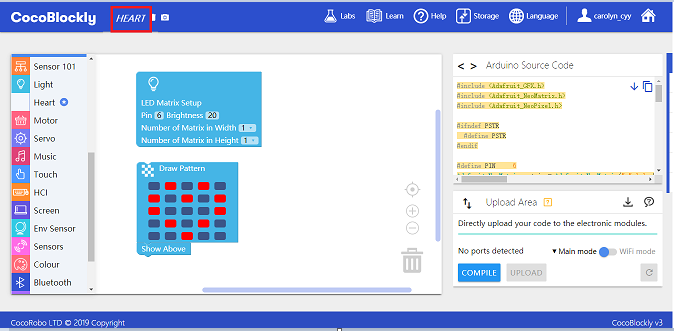 CocoBlockly
HEART
Labs
Learn
Help
Storage
Language
carolyn_cyy
Sensor 101
Light
Heart
Motor
Servo
Music
Touch
HCI
Screen
Env Sensor
Sensors
Colour
Bluetooth
LED Matrix Setup
Pin 6 Brightness 20
Number of Matrix in Width 1
Number of Matrix in Height 1
Draw Pattern
Show Above
< > Arduino Source Code
#include <Adafruit_GFX.h>
#include <Adafruit_NeoMatrix.h>
#include <Adafruit_NeoPixel.h>
#ifndef PSTR
#define PSTR
#endif
#define PIN 6
Upload Area
Directly upload your code to the electronic modules.
No ports detected
Main mode
WiFi mode
COMPILE
UPLOAD
CocoRobo LTD © 2019 Copyright
CocoBlockly v3